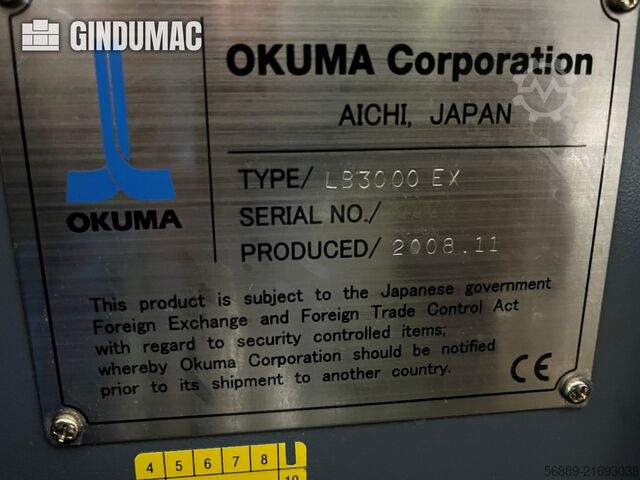 GINDUMAC
OKUMA Corporation
AICHI, JAPAN
TYPE/ LB3000 EX
SERIAL NO./
PRODUCED/ 2008.11
OKUMA
This product is subject to the Japanese government
Foreign Exchange and Foreign Trade Control Act
with regard to security controlled items;
whereby Okuma Corporation should be notified
prior to its shipment to another country.
CE
4 5 6 7 8
10
56889-21693038